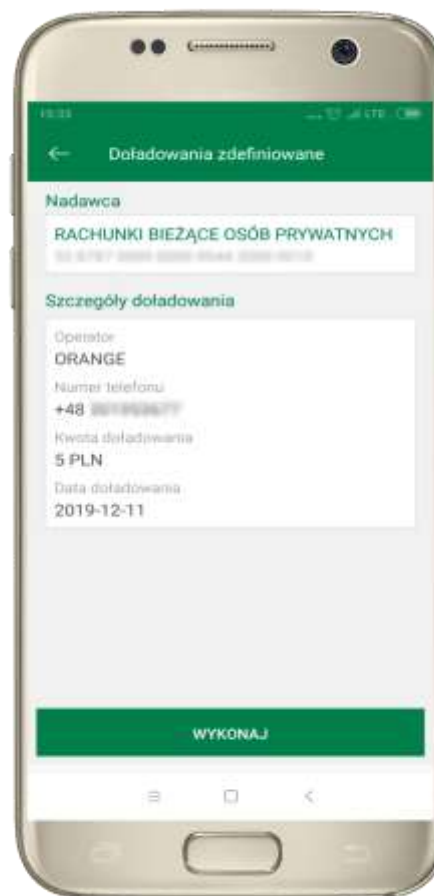 LTE
Doładowania zdefiniowane
Nadawca
RACHUNKI BIEŻĄCE OSÓB PRYWATNYCH
Szczegóły doładowania
Operator
ORANGE
Numer telefonu
+48
Kwota doładowania
5 PLN
Data doładowania
2019-12-11
WYKONAJ